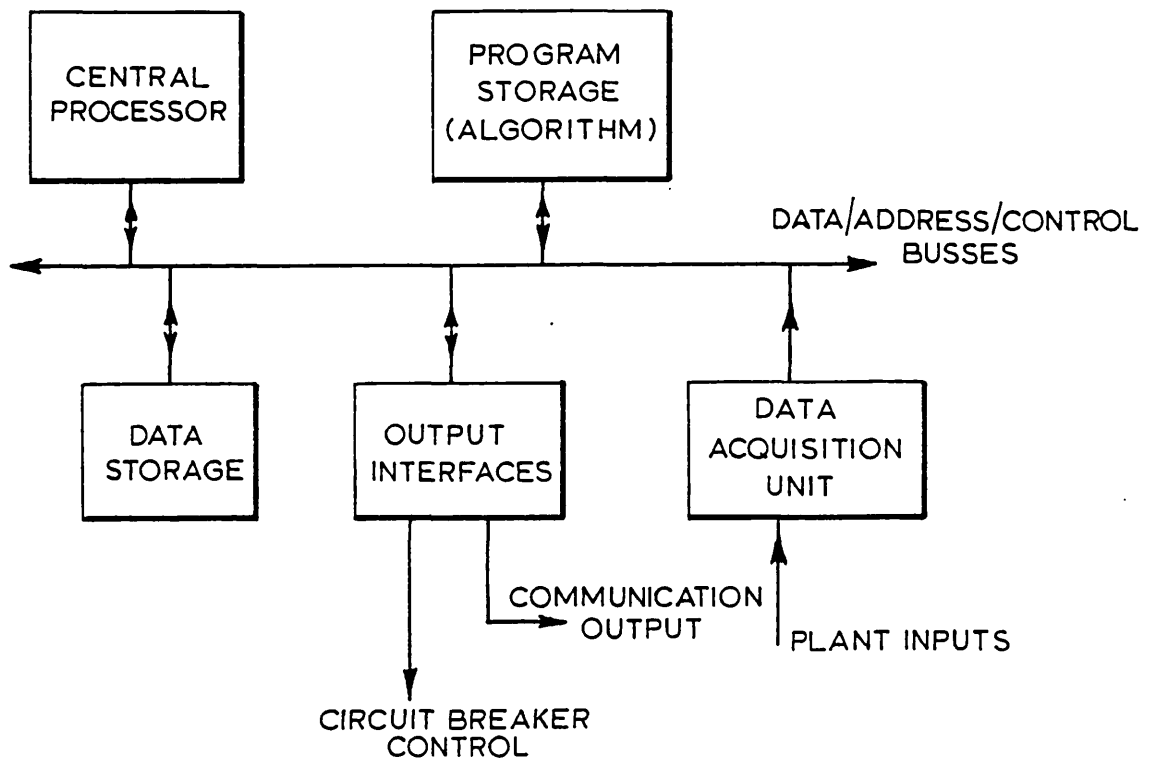 CENTRAL
PROCESSOR
PROGRAM
STORAGE
(ALGORITHM)
DATA/ADDRESS/CONTROL
BUSSES
DATA
STORAGE
OUTPUT
INTERFACES
DATA
ACQUISITION
UNIT
COMMUNICATION
OUTPUT
PLANT INPUTS
CIRCUIT BREAKER
CONTROL